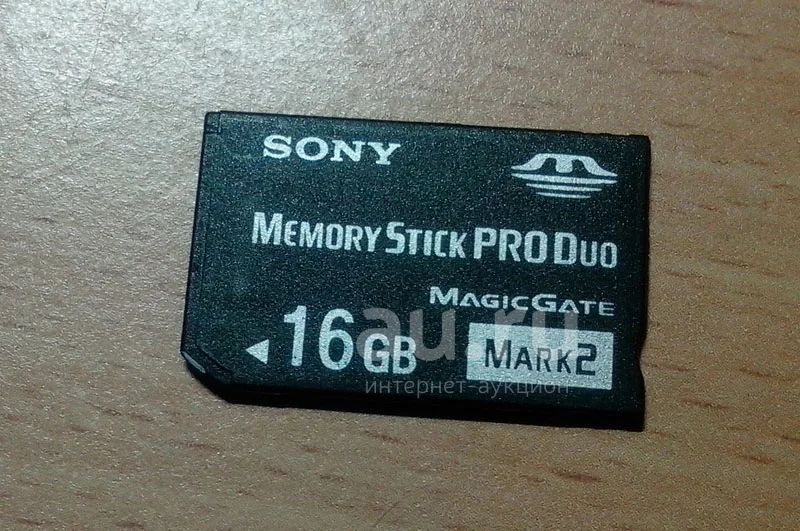 SONY
MEMORY STICK PRO DUO
MAGICGATE
16GB
MARK2
au.ru
интернет-аукцион